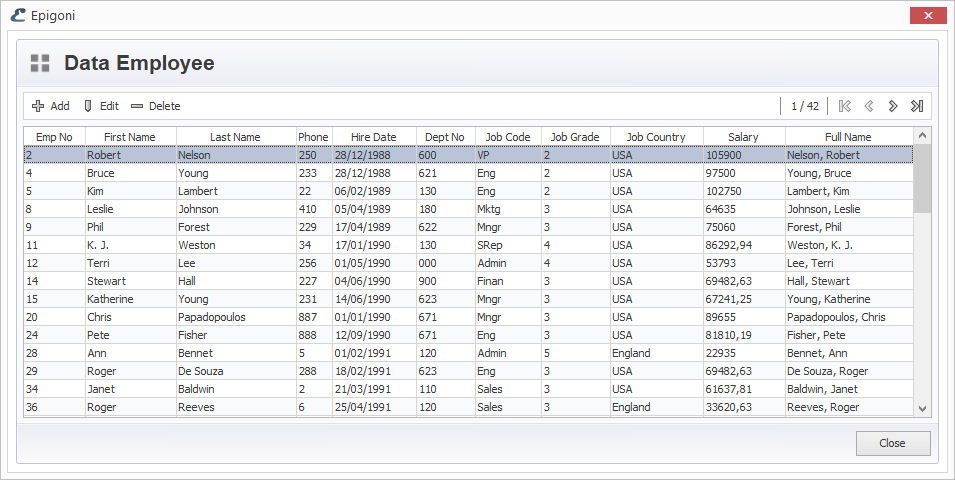 Epigoni
Data Employee
Add Edit Delete 1 / 42
Emp No First Name Last Name Phone Hire Date Dept No Job Code Job Grade Job Country Salary Full Name
2 Robert Nelson 250 28/12/1988 600 VP 2 USA 105900 Nelson, Robert
4 Bruce Young 233 28/12/1988 621 Eng 2 USA 97500 Young, Bruce
5 Kim Lambert 22 06/02/1989 130 Eng 2 USA 102750 Lambert, Kim
8 Leslie Johnson 410 05/04/1989 180 Mktg 3 USA 64635 Johnson, Leslie
9 Phil Forest 229 17/04/1989 622 Mngr 3 USA 75060 Forest, Phil
11 K. J. Weston 34 17/01/1990 130 SRep 4 USA 86292,94 Weston, K. J.
12 Terri Lee 256 01/05/1990 000 Admin 4 USA 53793 Lee, Terri
14 Stewart Hall 227 04/06/1990 900 Finan 3 USA 69482,63 Hall, Stewart
15 Katherine Young 231 14/06/1990 623 Mngr 3 USA 67241,25 Young, Katherine
20 Chris Papadopoulos 887 01/01/1990 671 Mngr 3 USA 89655 Papadopoulos, Chris
24 Pete Fisher 888 12/09/1990 671 Eng 3 USA 81810,19 Fisher, Pete
28 Ann Bennet 5 01/02/1991 120 Admin 5 England 22935 Bennet, Ann
29 Roger De Souza 288 18/02/1991 623 Eng 3 USA 69482,63 De Souza, Roger
34 Janet Baldwin 2 21/03/1991 110 Sales 3 USA 61637,81 Baldwin, Janet
36 Roger Reeves 6 25/04/1991 120 Sales 3 England 33620,63 Reeves, Roger
Close